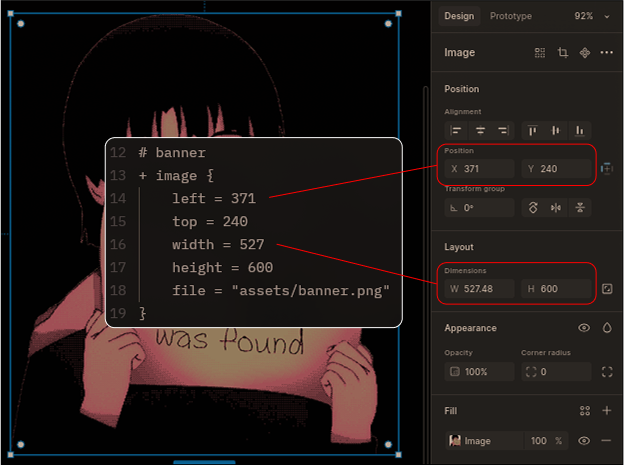 Design Prototype 92%
Image
Position
Alignment
Position
X 371 Y 240
Transform group
0°
Layout
Dimensions
W 527.48 H 600
Appearance
Opacity Corner radius
100% 0
Fill
Image 100 %
12 # banner
13 + image {
14 left = 371
15 top = 240
16 width = 527
17 height = 600
18 file = "assets/banner.png"
19 }
was found